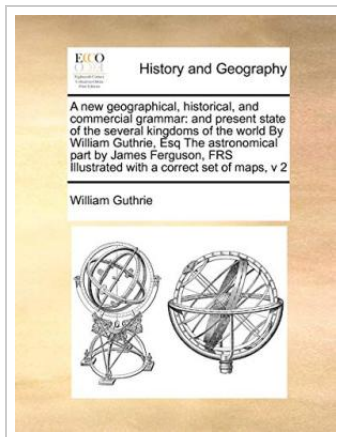 ECCO
History and Geography
A new geographical, historical, and
commercial grammar: and present state
of the several kingdoms of the world By
William Guthrie, Esq The astronomical
part by James Ferguson, FRS
Illustrated with a correct set of maps, v 2
William Guthrie